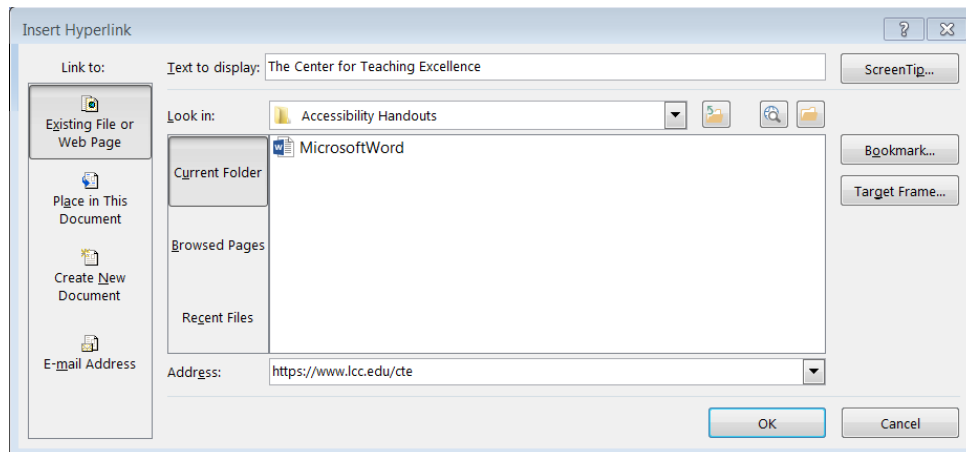 Insert Hyperlink
Link to:
Text to display: The Center for Teaching Excellence
ScreenTip...
Existing File or
Web Page
Look in: Accessibility Handouts
Current Folder
MicrosoftWord
Bookmark...
Place in This
Document
Target Frame...
Browsed Pages
Create New
Document
Recent Files
E-mail Address
Address: https://www.lcc.edu/cte
OK
Cancel